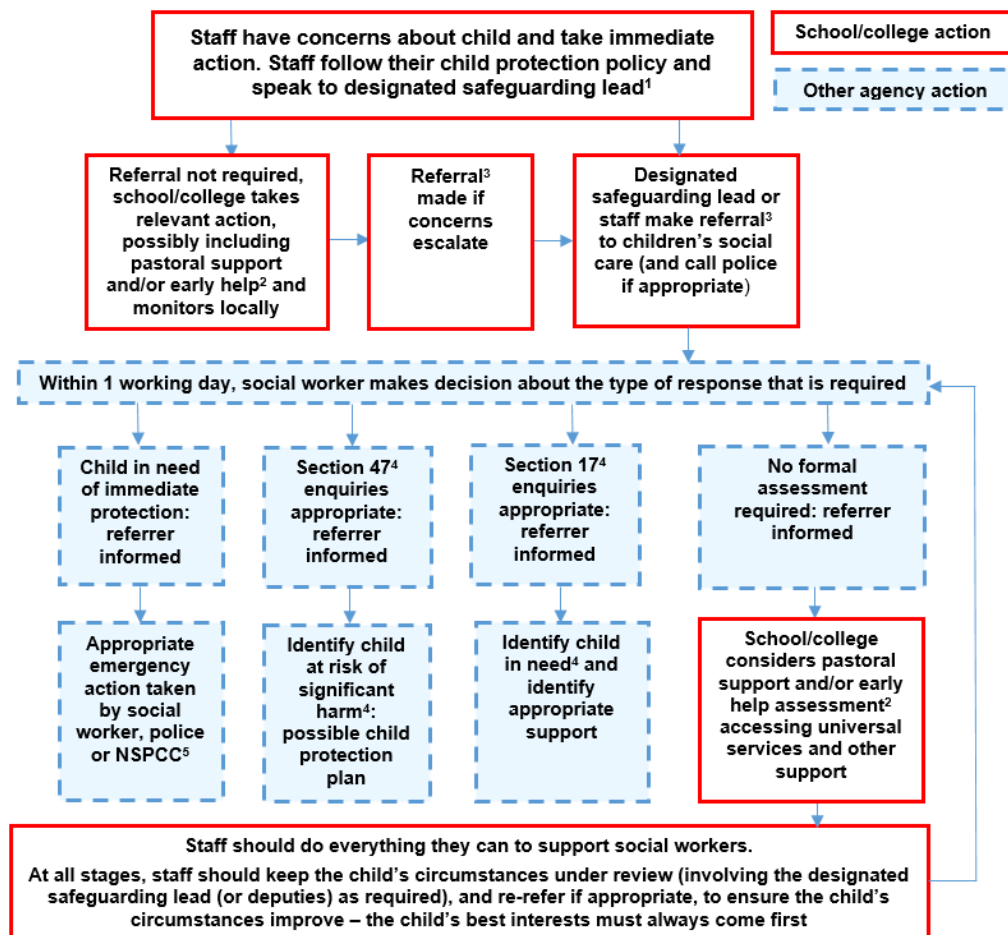 Staff have concerns about child and take immediate
action. Staff follow their child protection policy and
speak to designated safeguarding lead¹
School/college action
Other agency action
Referral not required,
school/college takes
relevant action,
possibly including
pastoral support
and/or early help² and
monitors locally
Referral³
made if
concerns
escalate
Designated
safeguarding lead or
staff make referral³
to children’s social
care (and call police
if appropriate)
Within 1 working day, social worker makes decision about the type of response that is required
Child in need
of immediate
protection:
referrer
informed
Section 47⁴
enquiries
appropriate:
referrer
informed
Section 17⁴
enquiries
appropriate:
referrer
informed
No formal
assessment
required: referrer
informed
Appropriate
emergency
action taken
by social
worker, police
or NSPCC⁵
Identify child
at risk of
significant
harm⁴:
possible child
protection
plan
Identify child
in need⁴ and
identify
appropriate
support
School/college
considers pastoral
support and/or early
help assessment²
accessing universal
services and other
support
Staff should do everything they can to support social workers.
At all stages, staff should keep the child’s circumstances under review (involving the designated
safeguarding lead (or deputies) as required), and re-refer if appropriate, to ensure the child’s
circumstances improve – the child’s best interests must always come first